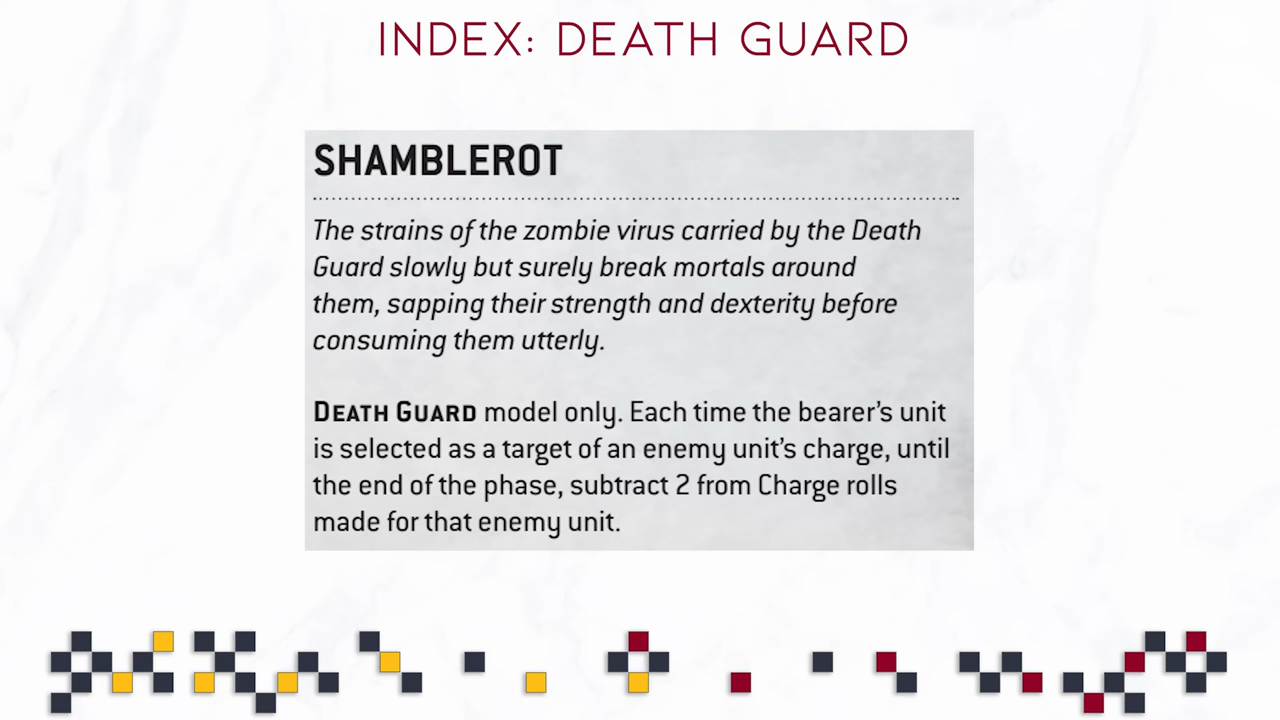 INDEX: DEATH GUARD
SHAMBLEROT
The strains of the zombie virus carried by the Death
Guard slowly but surely break mortals around
them, sapping their strength and dexterity before
consuming them utterly.
DEATH GUARD model only. Each time the bearer's unit
is selected as a target of an enemy unit's charge, until
the end of the phase, subtract 2 from Charge rolls
made for that enemy unit.